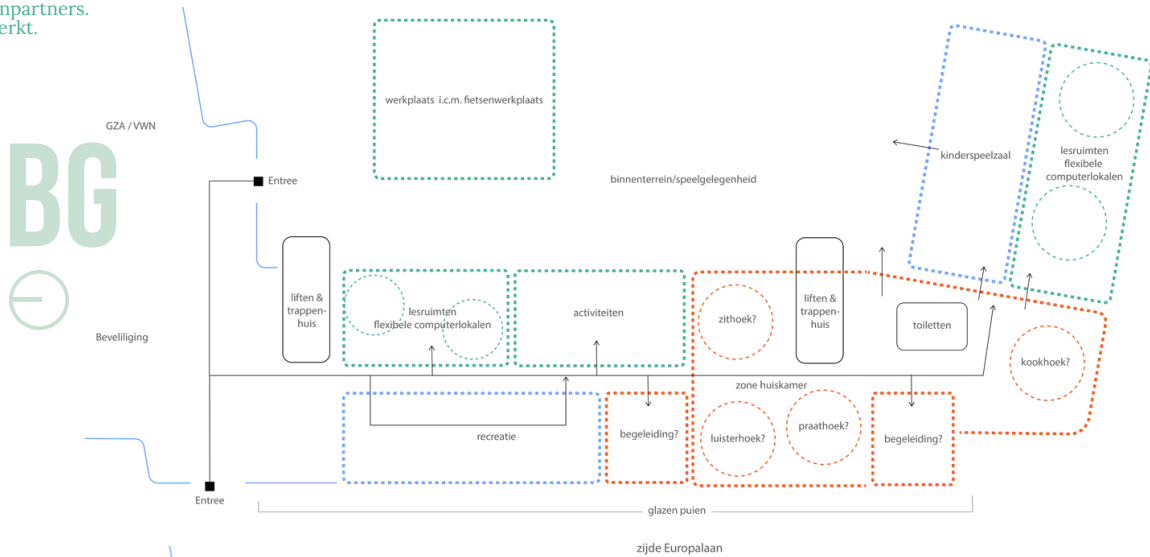 npartners.
erkt.
BG
GZA / VWN
Beveliliging
Entree
Entree
werkplaats i.c.m. fietsenwerkplaats
binnenterrein/speelgelegenheid
kinderspeelzaal
lesruimten
flexibele
computerlokalen
liften &
trappen-
huis
lesruimten
flexibele computerlokalen
activiteiten
zithoek?
liften &
trappen-
huis
toiletten
kookhoek?
zone huiskamer
recreatie
begeleiding?
luisterhoek?
praathoek?
begeleiding?
glazen puien
zijde Europalaan